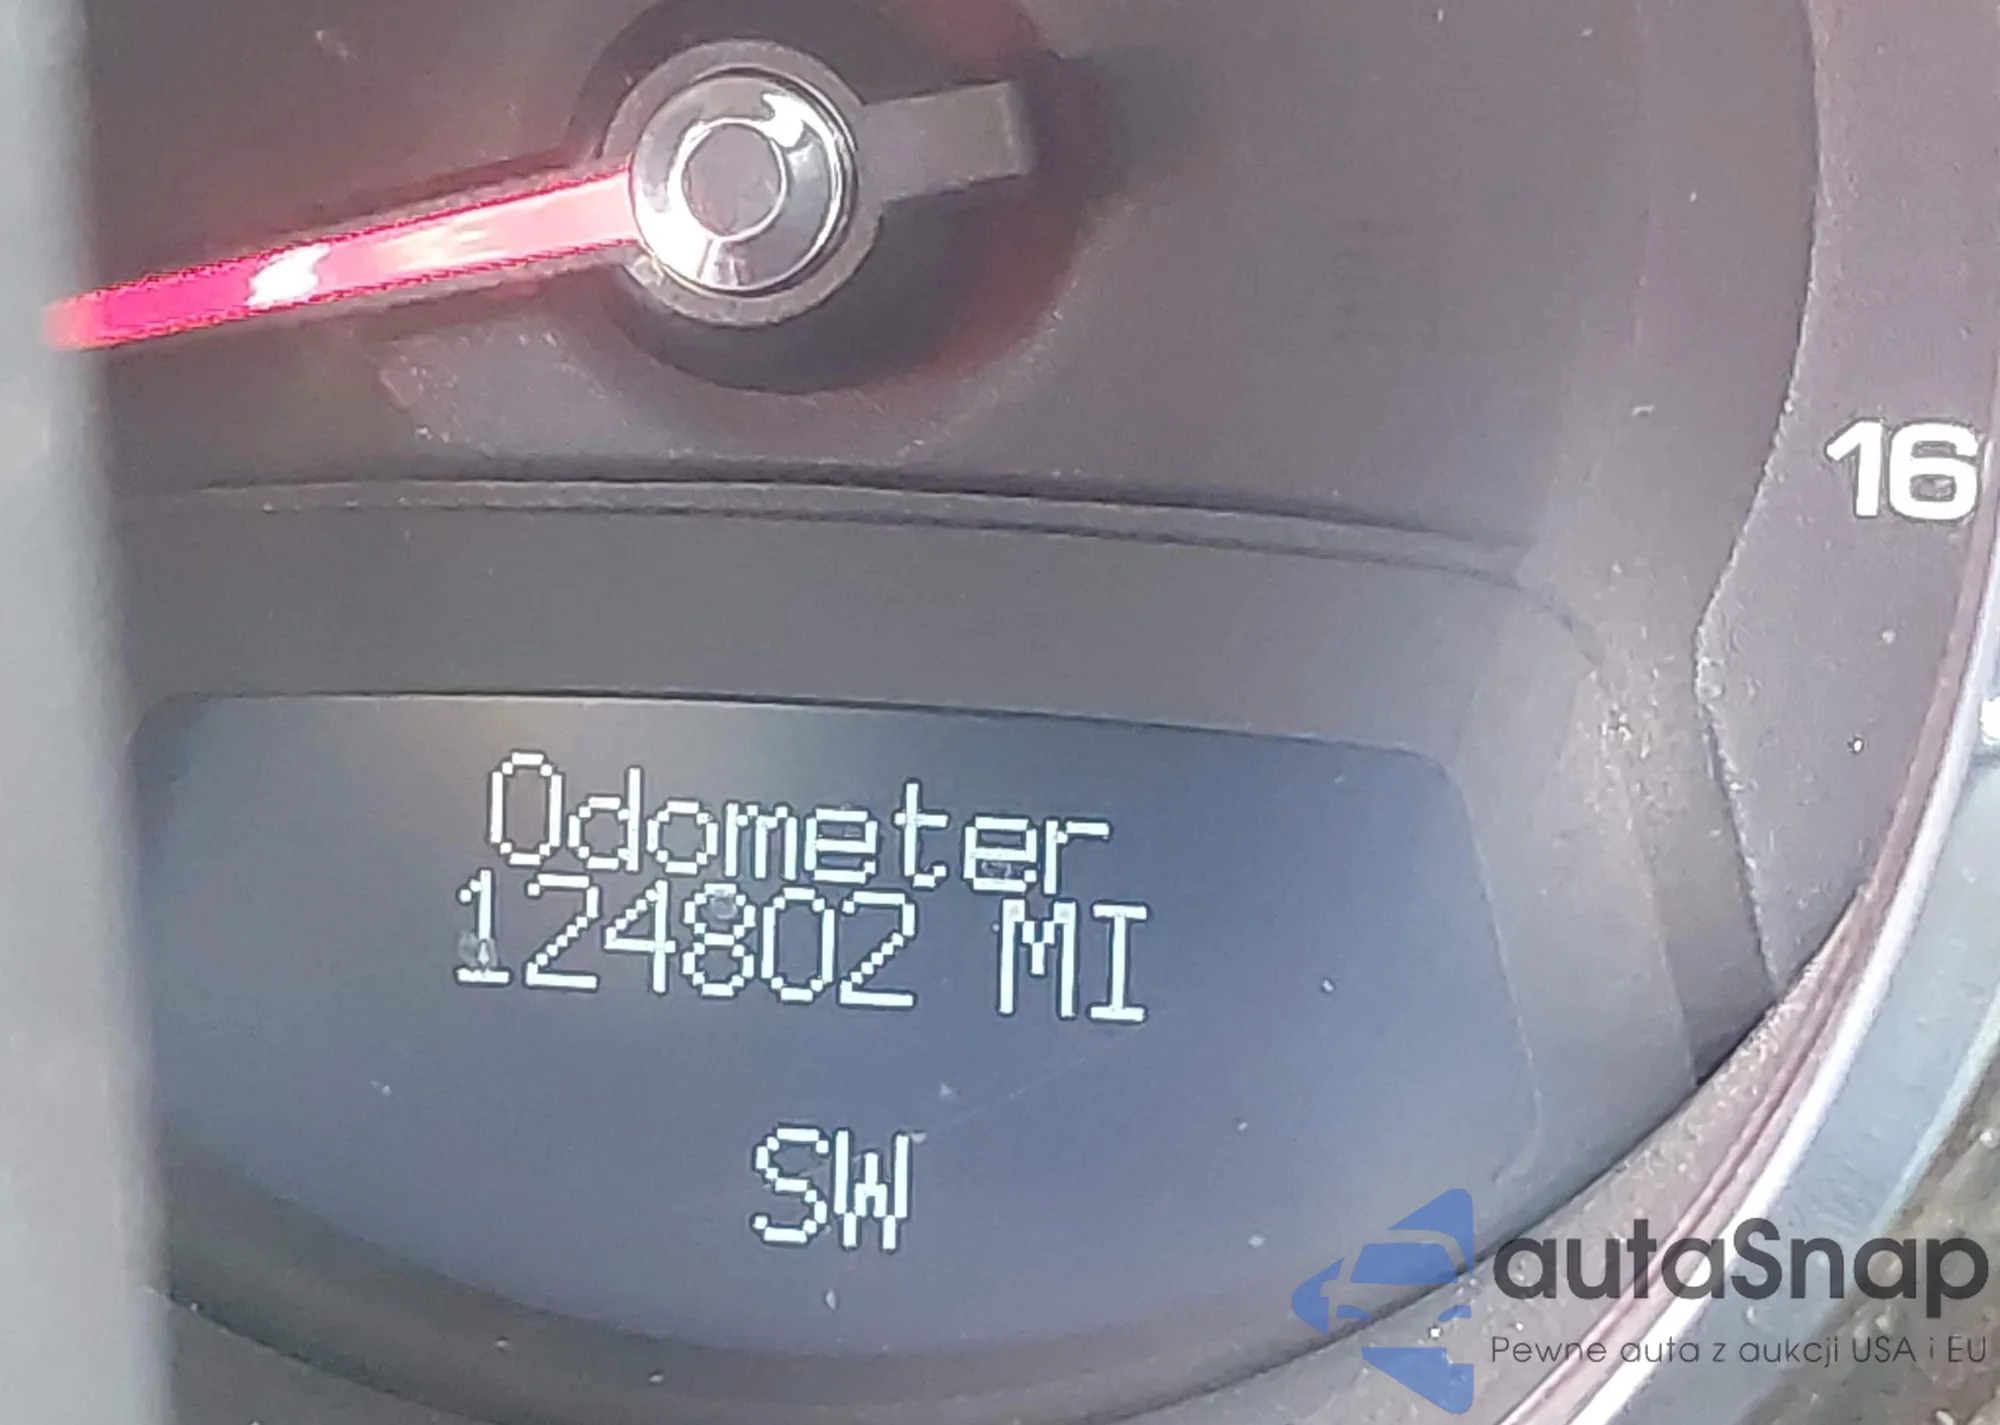 16
Odometer
124802 MI
SW
autaSnap
Pewne auta z aukcji USA i EU